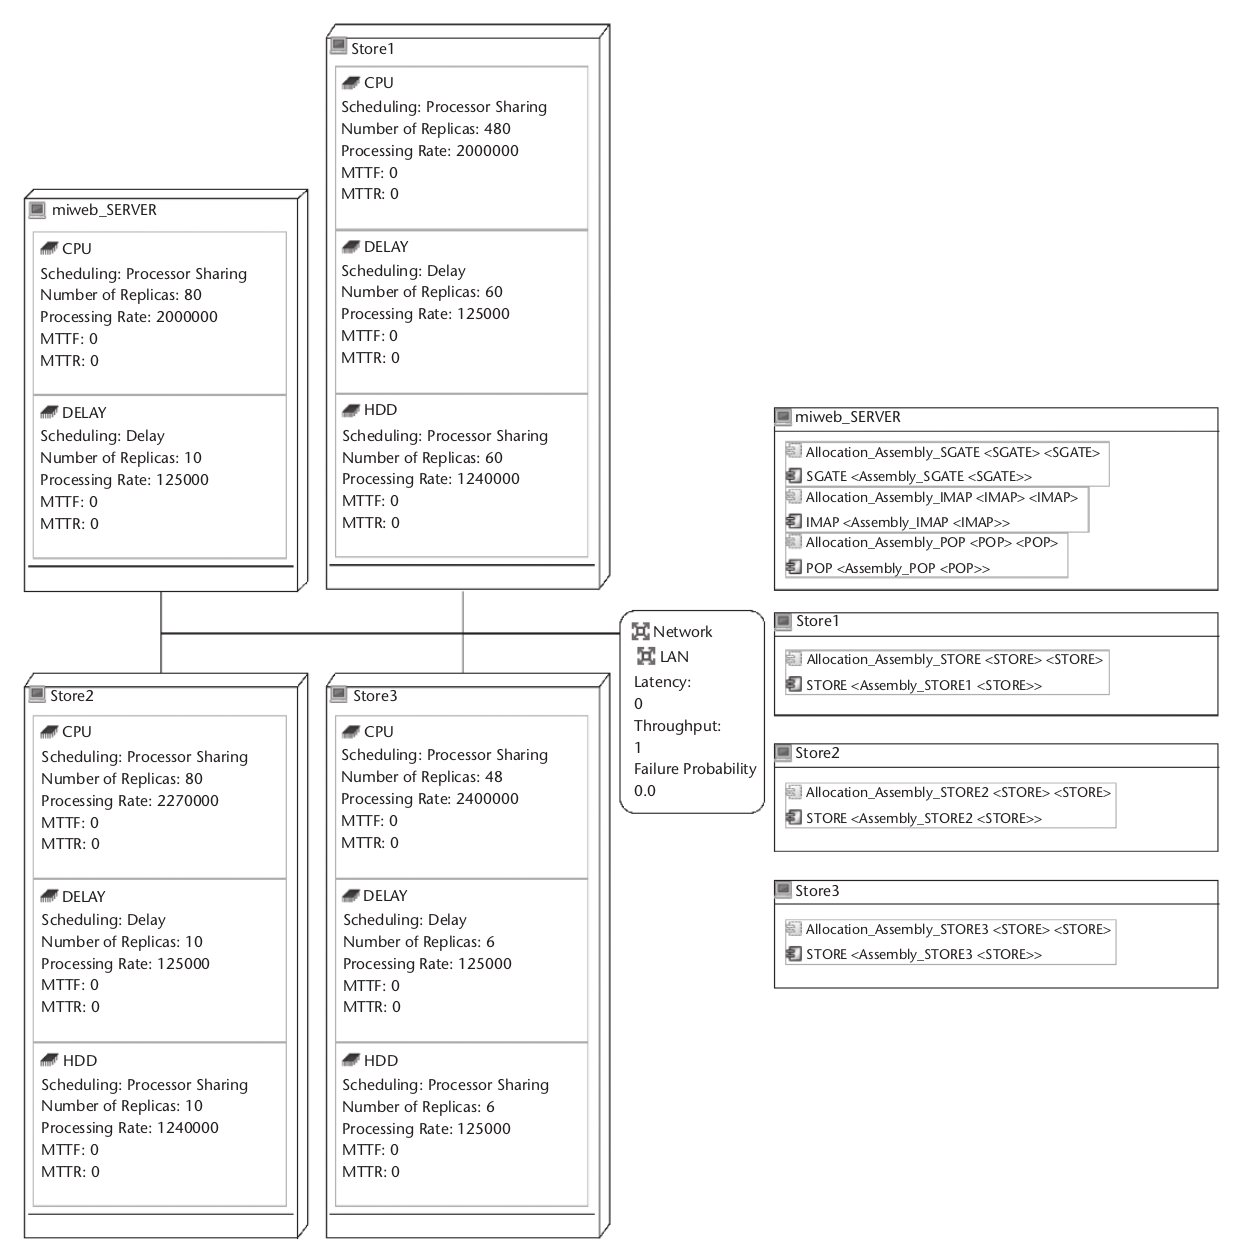 Store1
CPU
Scheduling: Processor Sharing
Number of Replicas: 480
Processing Rate: 2000000
MTTF: 0
MTTR: 0
DELAY
Scheduling: Delay
Number of Replicas: 60
Processing Rate: 125000
MTTF: 0
MTTR: 0
HDD
Scheduling: Processor Sharing
Number of Replicas: 60
Processing Rate: 1240000
MTTF: 0
MTTR: 0
miweb_SERVER
CPU
Scheduling: Processor Sharing
Number of Replicas: 80
Processing Rate: 2000000
MTTF: 0
MTTR: 0
DELAY
Scheduling: Delay
Number of Replicas: 10
Processing Rate: 125000
MTTF: 0
MTTR: 0
Network
LAN
Latency:
0
Throughput:
1
Failure Probability
0.0
Store2
CPU
Scheduling: Processor Sharing
Number of Replicas: 80
Processing Rate: 2270000
MTTF: 0
MTTR: 0
DELAY
Scheduling: Delay
Number of Replicas: 10
Processing Rate: 125000
MTTF: 0
MTTR: 0
HDD
Scheduling: Processor Sharing
Number of Replicas: 10
Processing Rate: 1240000
MTTF: 0
MTTR: 0
Store3
CPU
Scheduling: Processor Sharing
Number of Replicas: 48
Processing Rate: 2400000
MTTF: 0
MTTR: 0
DELAY
Scheduling: Delay
Number of Replicas: 6
Processing Rate: 125000
MTTF: 0
MTTR: 0
HDD
Scheduling: Processor Sharing
Number of Replicas: 6
Processing Rate: 125000
MTTF: 0
MTTR: 0
miweb_SERVER
Allocation_Assembly_SGATE <SGATE> <SGATE>
SGATE <Assembly_SGATE <SGATE>>
Allocation_Assembly_IMAP <IMAP> <IMAP>
IMAP <Assembly_IMAP <IMAP>>
Allocation_Assembly_POP <POP> <POP>
POP <Assembly_POP <POP>>
Store1
Allocation_Assembly_STORE <STORE> <STORE>
STORE <Assembly_STORE1 <STORE>>
Store2
Allocation_Assembly_STORE2 <STORE> <STORE>
STORE <Assembly_STORE2 <STORE>>
Store3
Allocation_Assembly_STORE3 <STORE> <STORE>
STORE <Assembly_STORE3 <STORE>>